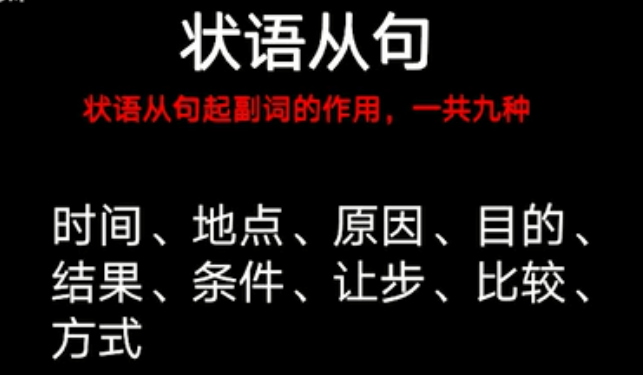 状语从句
状语从句起副词的作用，一共九种
时间、地点、原因、目的、
结果、条件、让步、比较、
方式